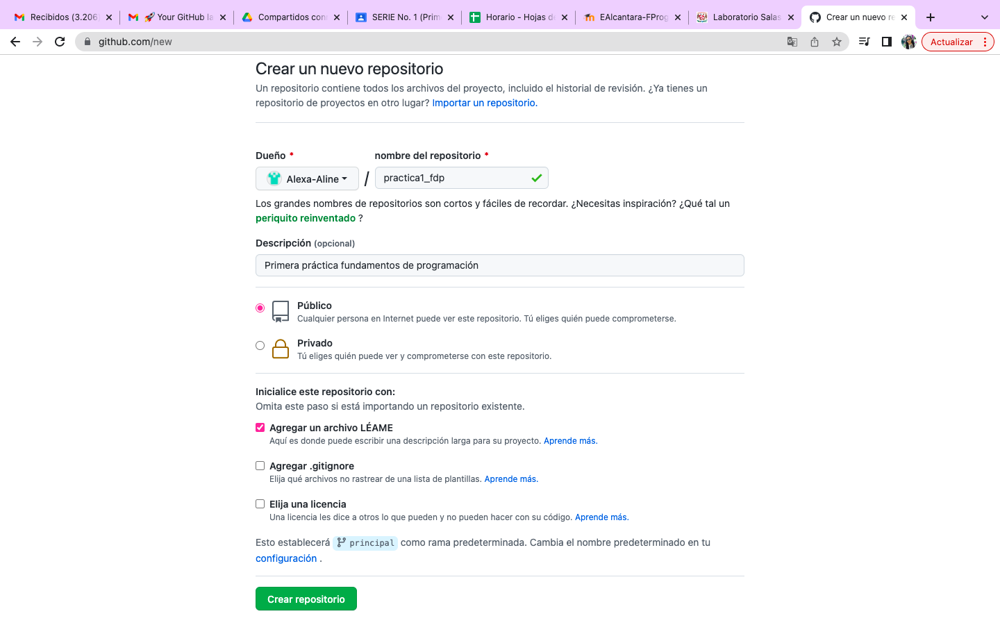 Recibidos (3.206)
Your GitHub la
Compartidos con
SERIE No. 1 (Prim
Horario - Hojas de
EAlcantara-FProg
Laboratorio Salas
Crear un nuevo re
github.com/new
Actualizar
Crear un nuevo repositorio
Un repositorio contiene todos los archivos del proyecto, incluido el historial de revisión. ¿Ya tienes un
repositorio de proyectos en otro lugar? Importar un repositorio.
Dueño *
nombre del repositorio *
Alexa-Aline
/
practica1_fdp
Los grandes nombres de repositorios son cortos y fáciles de recordar. ¿Necesitas inspiración? ¿Qué tal un
periquito reinventado ?
Descripción (opcional)
Primera práctica fundamentos de programación
Público
Cualquier persona en Internet puede ver este repositorio. Tú eliges quién puede comprometerse.
Privado
Tú eliges quién puede ver y comprometerse con este repositorio.
Inicialice este repositorio con:
Omita este paso si está importando un repositorio existente.
Agregar un archivo LÉAME
Aquí es donde puede escribir una descripción larga para su proyecto. Aprende más.
Agregar .gitignore
Elija qué archivos no rastrear de una lista de plantillas. Aprende más.
Elija una licencia
Una licencia les dice a otros lo que pueden y no pueden hacer con su código. Aprende más.
Esto establecerá principal como rama predeterminada. Cambia el nombre predeterminado en tu
configuración .
Crear repositorio